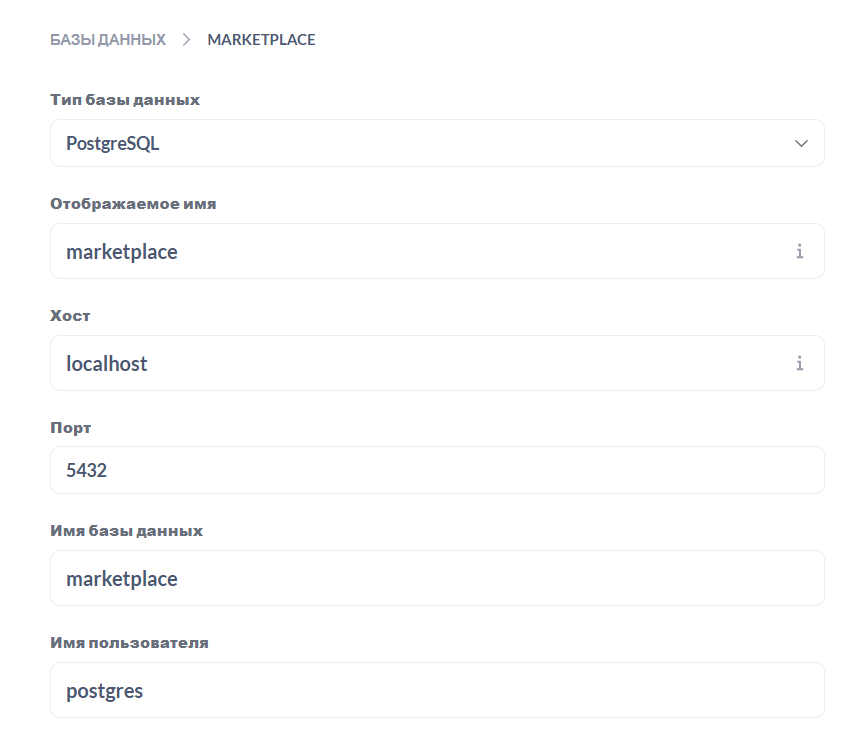 БАЗЫ ДАННЫХ > MARKETPLACE
Тип базы данных
PostgreSQL
Отображаемое имя
marketplace
Хост
localhost
Порт
5432
Имя базы данных
marketplace
Имя пользователя
postgres